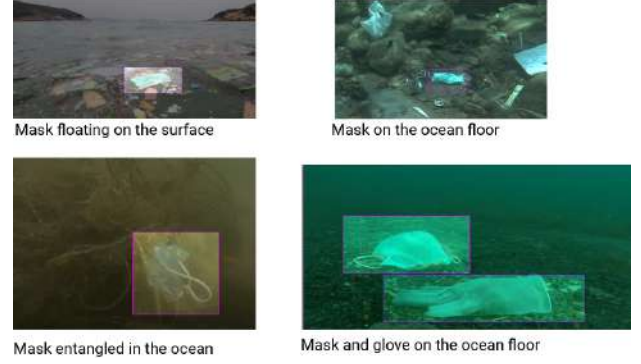 Mask floating on the surface
Mask on the ocean floor
Mask entangled in the ocean
Mask and glove on the ocean floor